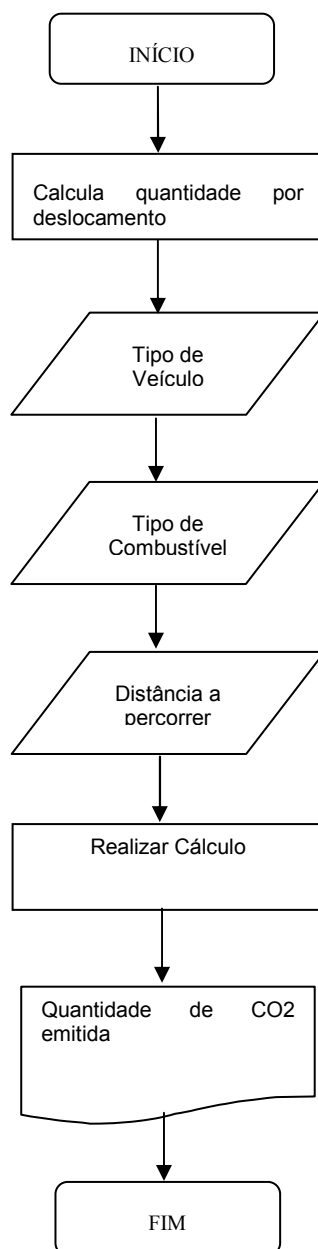 INÍCIO
Calcula quantidade por
deslocamento
Tipo de
Veículo
Tipo de
Combustível
Distância a
percorrer
Realizar Cálculo
Quantidade de CO2
emitida
FIM